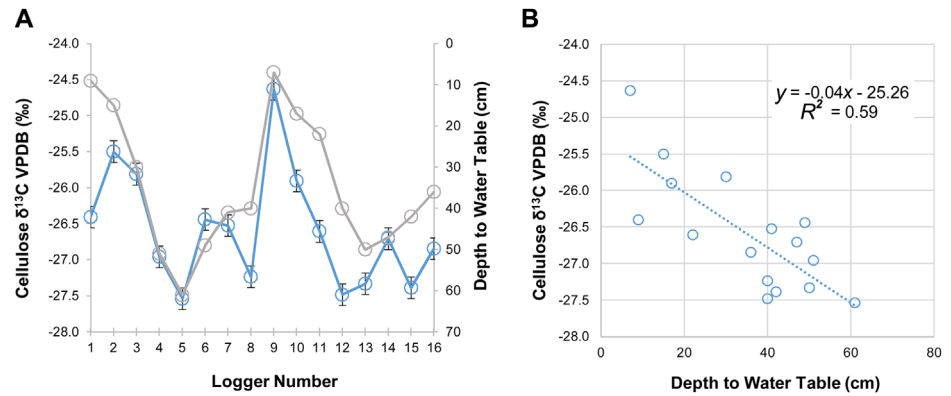 A
Cellulose δ¹³C VPDB (‰)
-24.0
-24.5
-25.0
-25.5
-26.0
-26.5
-27.0
-27.5
-28.0
0
10
20
30
40
50
60
70
Depth to Water Table (cm)
1 2 3 4 5 6 7 8 9 10 11 12 13 14 15 16
Logger Number
B
Cellulose δ¹³C VPDB (‰)
-24.0
-24.5
-25.0
-25.5
-26.0
-26.5
-27.0
-27.5
-28.0
y = -0.04x - 25.26
R² = 0.59
0 20 40 60 80
Depth to Water Table (cm)